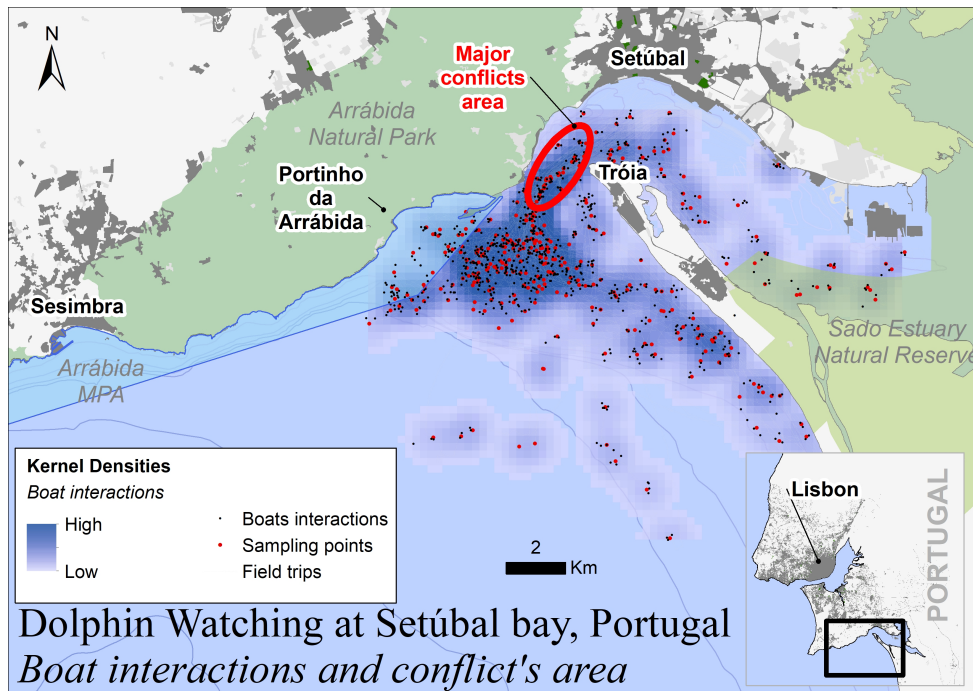 N
Major
conflicts
area
Setúbal
Arrábida
Natural Park
Portinho
da
Arrábida
Tróia
Sesimbra
Arrábida
MPA
Sado Estuary
Natural Reserve
Kernel Densities
Boat interactions
High
Low
Boats interactions
Sampling points
Field trips
2
Km
Lisbon
PORTUGAL
Dolphin Watching at Setúbal bay, Portugal
Boat interactions and conflict's area